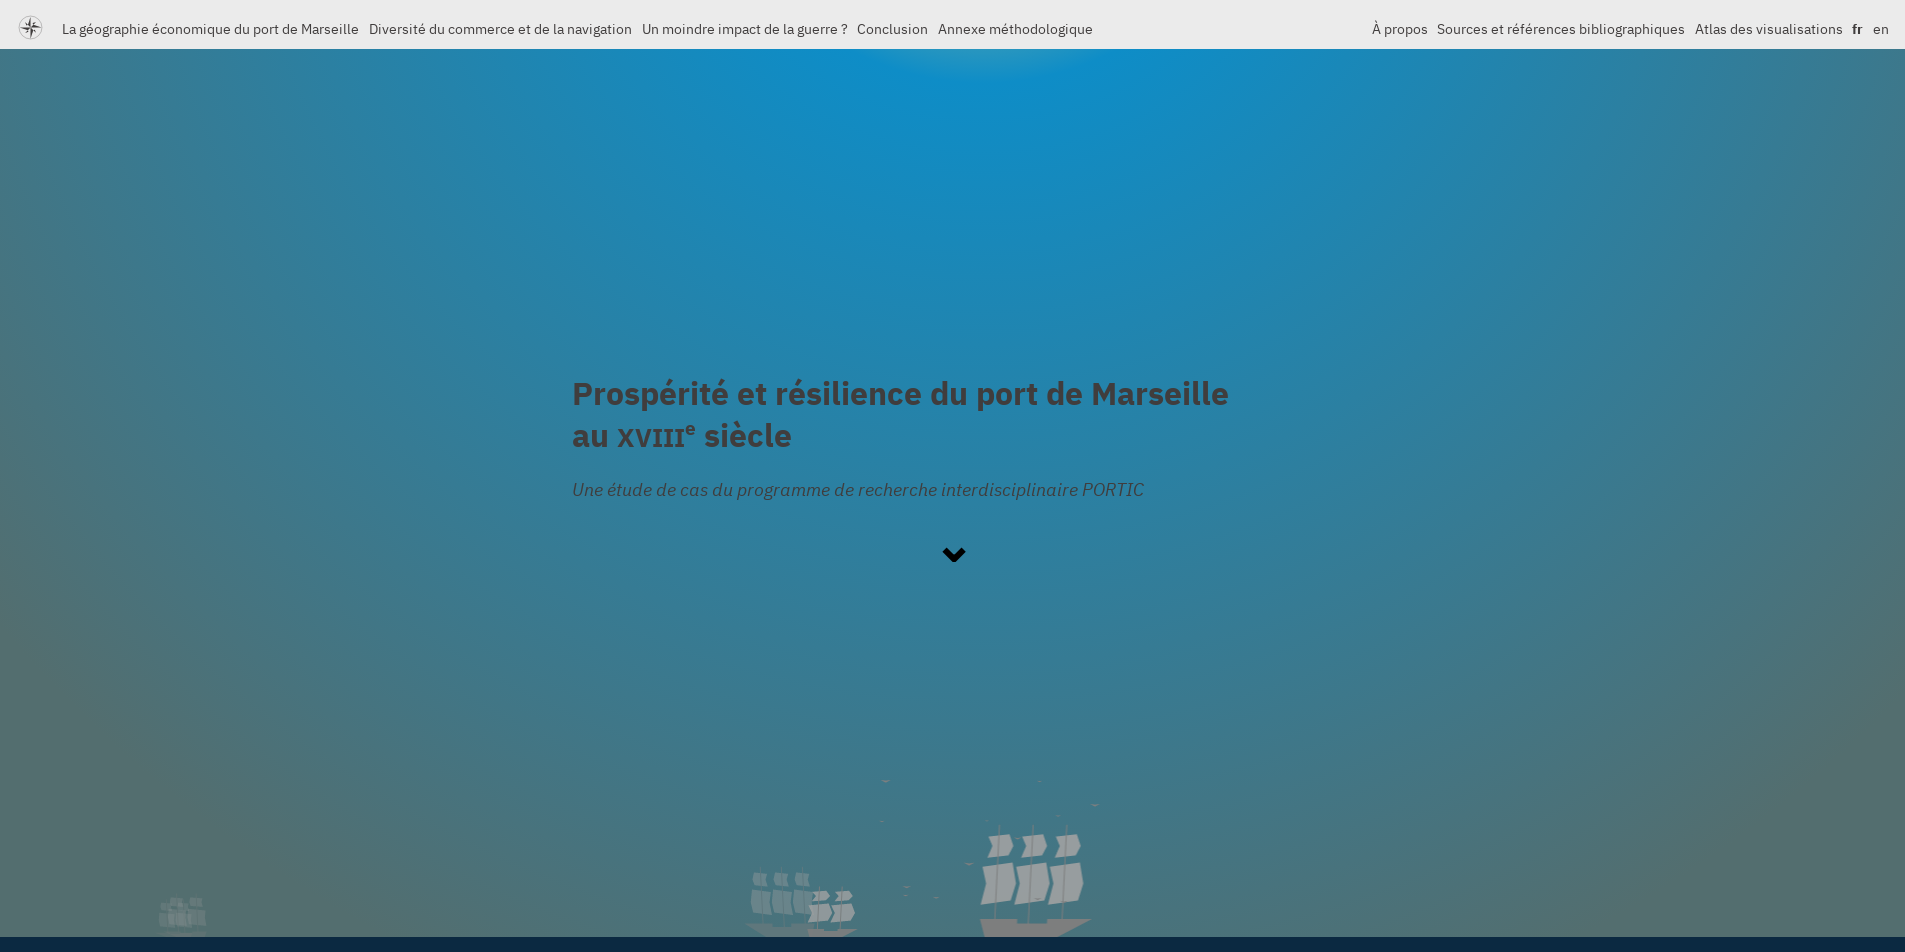 La géographie économique du port de Marseille Diversité du commerce et de la navigation Un moindre impact de la guerre ? Conclusion Annexe méthodologique À propos Sources et références bibliographiques Atlas des visualisations fr en
Prospérité et résilience du port de Marseille
au XVIIIe siècle
Une étude de cas du programme de recherche interdisciplinaire PORTIC